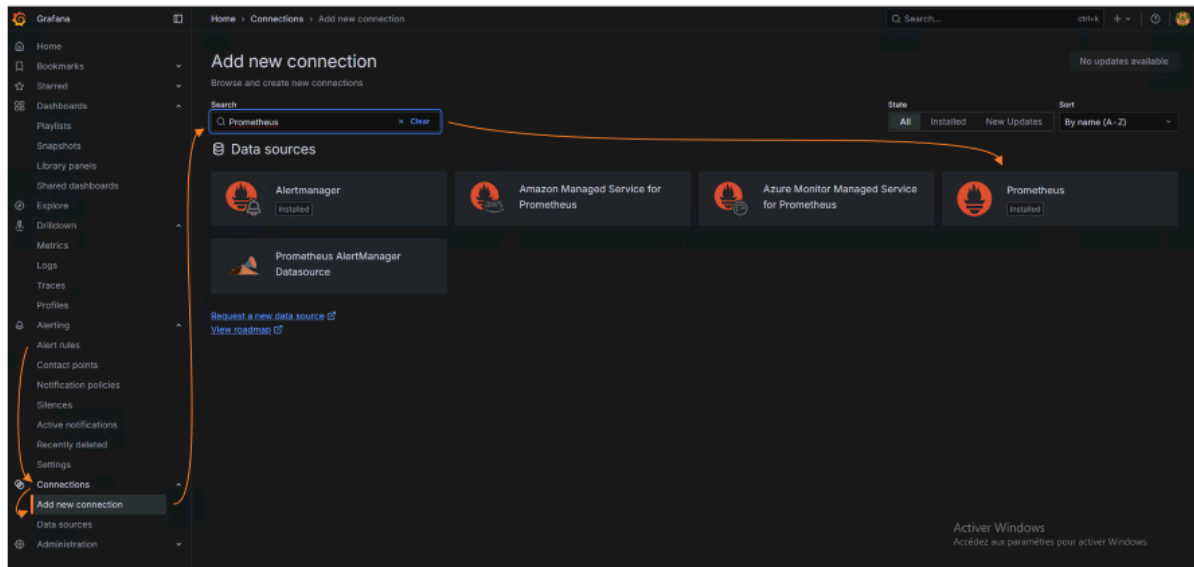 Grafana
Home › Connections › Add new connection
Search...
ctrl+k
Home
Bookmarks
Starred
Dashboards
Playlists
Snapshots
Library panels
Shared dashboards
Explore
Drilldown
Metrics
Logs
Traces
Profiles
Alerting
Alert rules
Contact points
Notification policies
Silences
Active notifications
Recently deleted
Settings
Connections
Add new connection
Data sources
Administration
Add new connection
No updates available
Browse and create new connections
Search
State
Sort
Prometheus
× Clear
All Installed New Updates
By name (A-Z)
Data sources
Alertmanager
Installed
Amazon Managed Service for
Prometheus
aws
Azure Monitor Managed Service
for Prometheus
Prometheus
Installed
Prometheus AlertManager
Datasource
Request a new data source
View roadmap
Activer Windows
Accédez aux paramètres pour activer Windows.